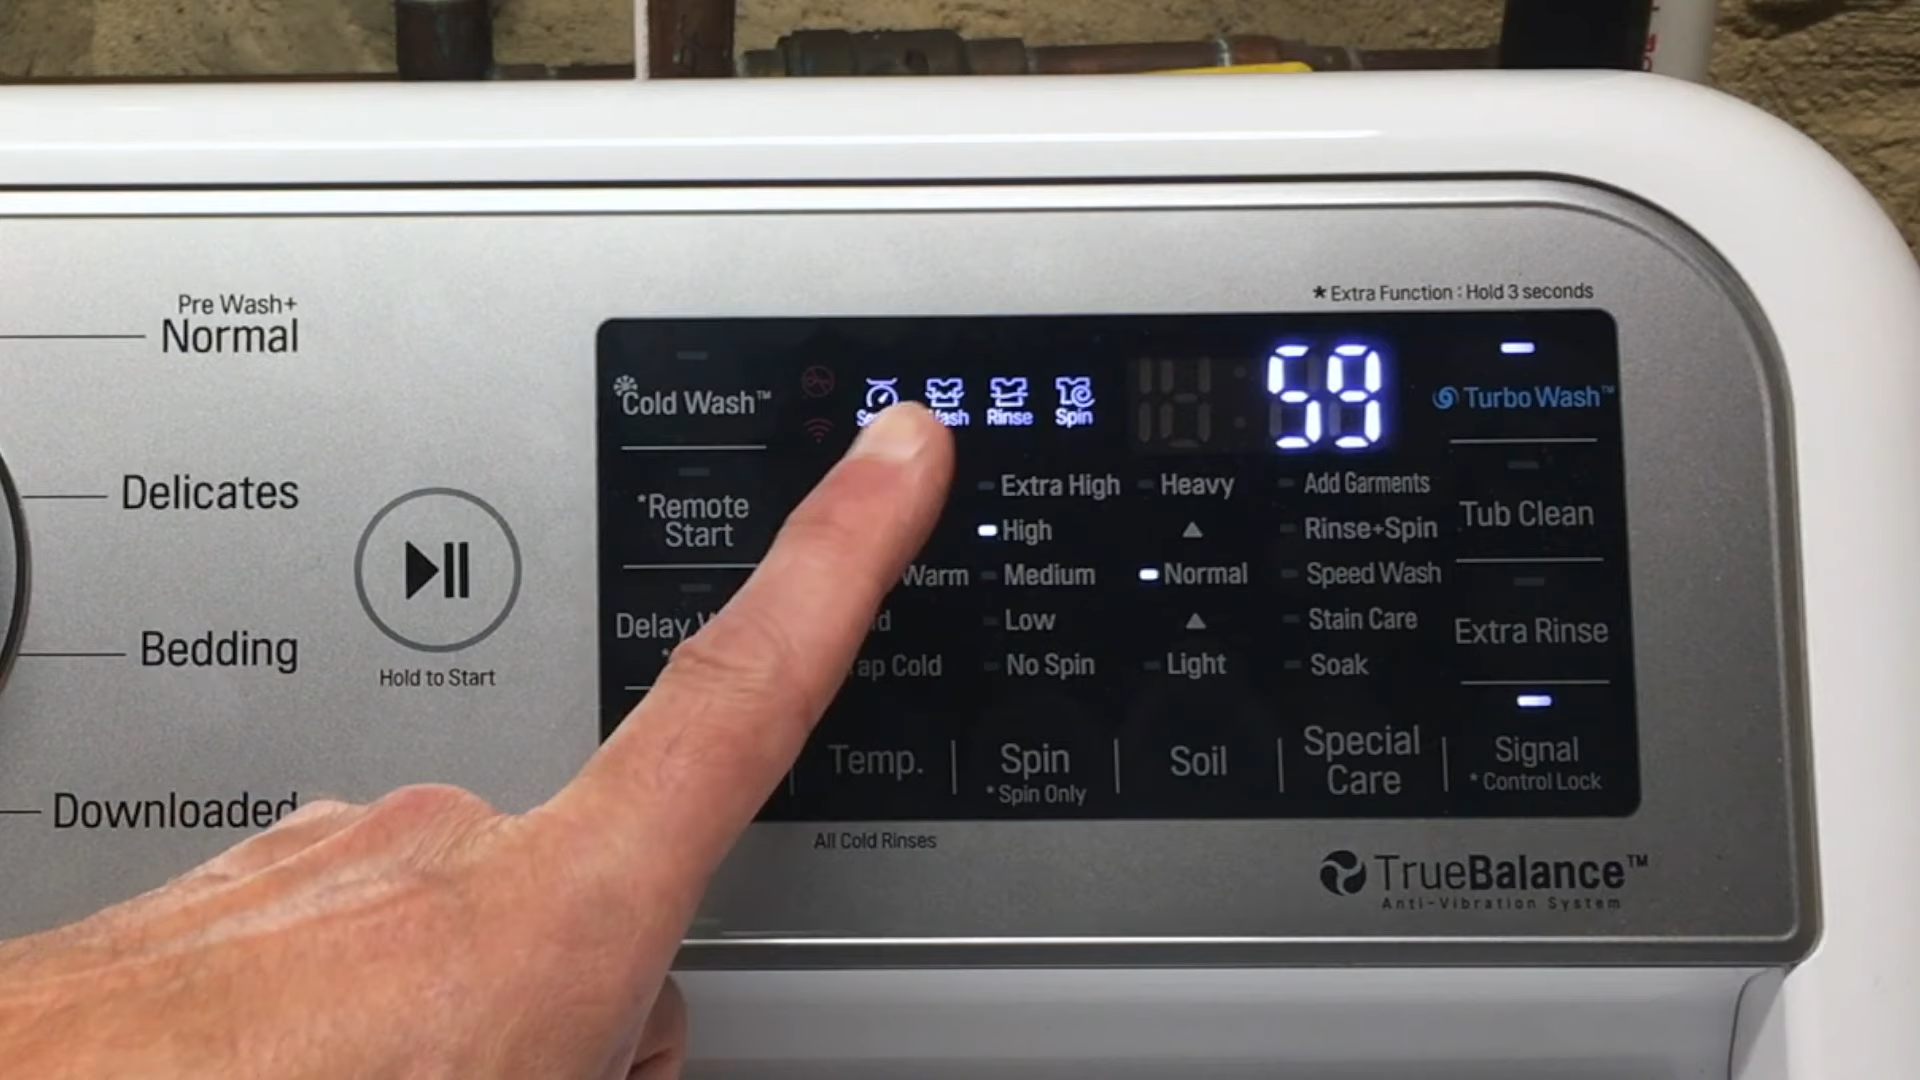 Pre Wash+
Normal
Delicates
Bedding
Downloaded
Hold to Start
* Extra Function : Hold 3 seconds
Cold Wash™
*Remote
Start
Delay
Rinse
Spin
59
Turbo Wash™
Tub Clean
Extra Rinse
Signal
* Control Lock
Warm
Cold
Extra High
High
Medium
Low
No Spin
Heavy
Normal
Light
Add Garments
Rinse+Spin
Speed Wash
Stain Care
Soak
Temp.
Spin
* Spin Only
Soil
Special
Care
All Cold Rinses
TrueBalance™
Anti-Vibration System